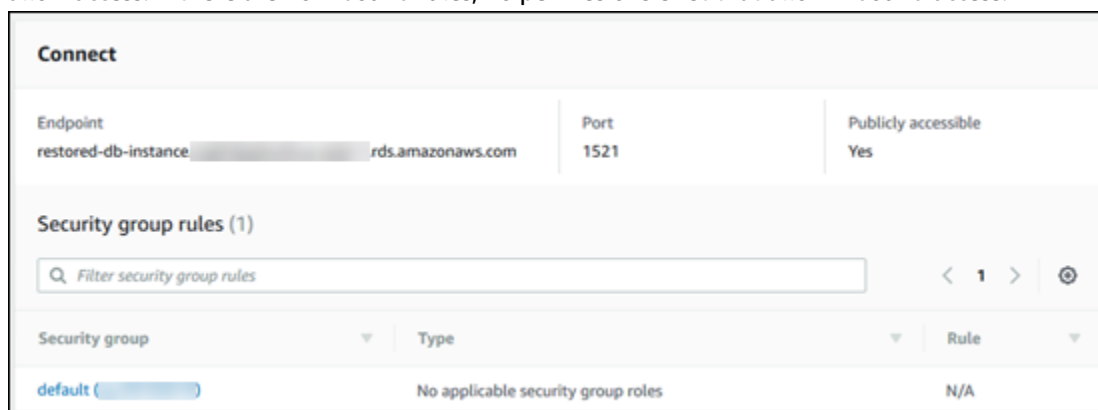 Connect
Endpoint Port Publicly accessible
restored-db-instance .rds.amazonaws.com 1521 Yes
Security group rules (1)
Filter security group rules
< 1 >
Security group Type Rule
default ( ) No applicable security group roles N/A